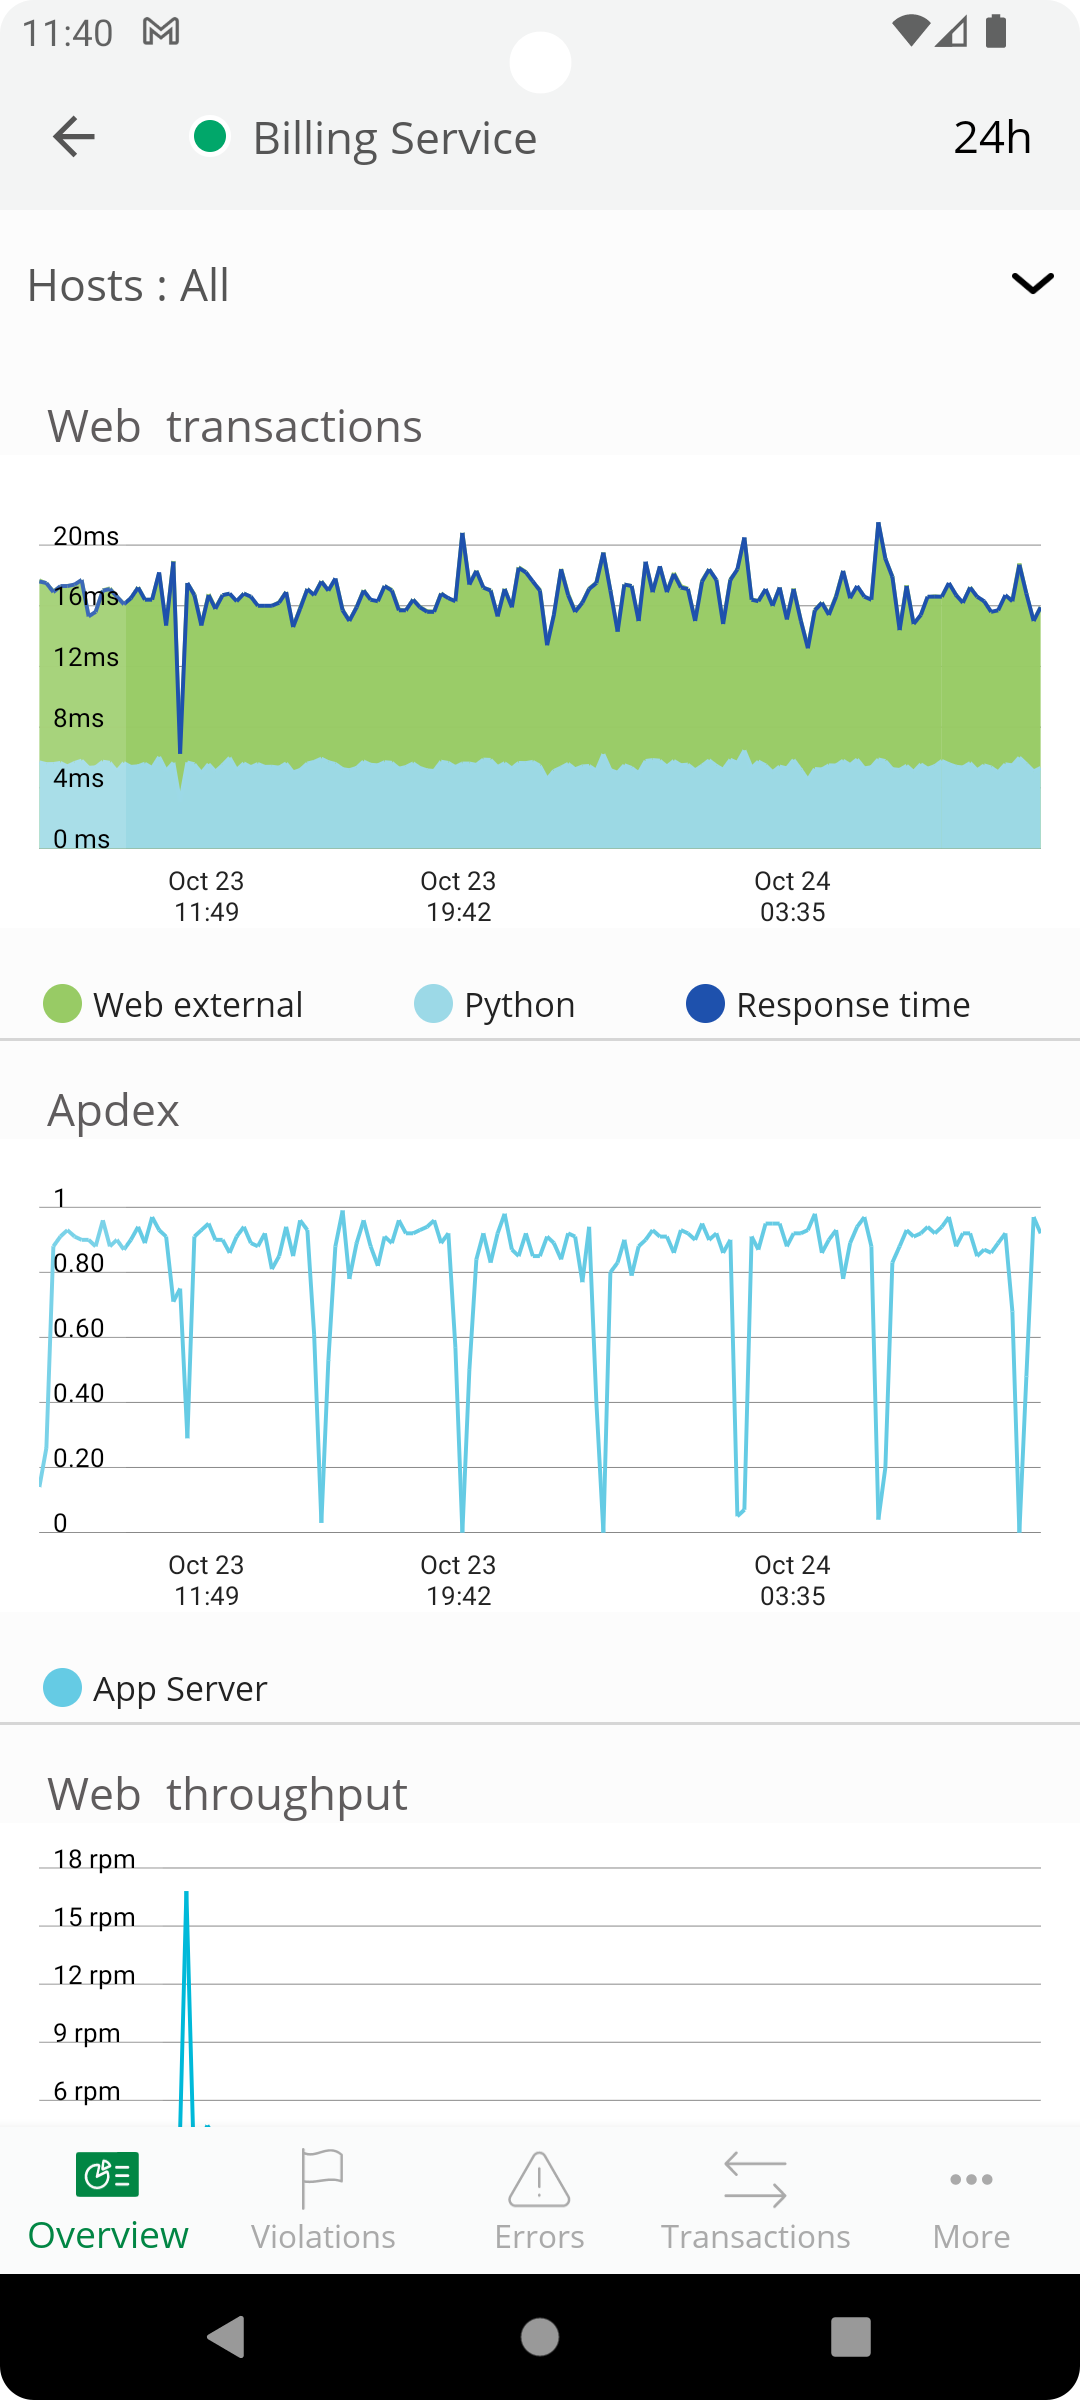 11:40
Billing Service
24h
Hosts : All
Web transactions
20ms
16ms
12ms
8ms
4ms
0 ms
Oct 23 Oct 23 Oct 24
11:49 19:42 03:35
Web external Python Response time
Apdex
1
0.80
0.60
0.40
0.20
0
Oct 23 Oct 23 Oct 24
11:49 19:42 03:35
App Server
Web throughput
18 rpm
15 rpm
12 rpm
9 rpm
6 rpm
Overview Violations Errors Transactions More